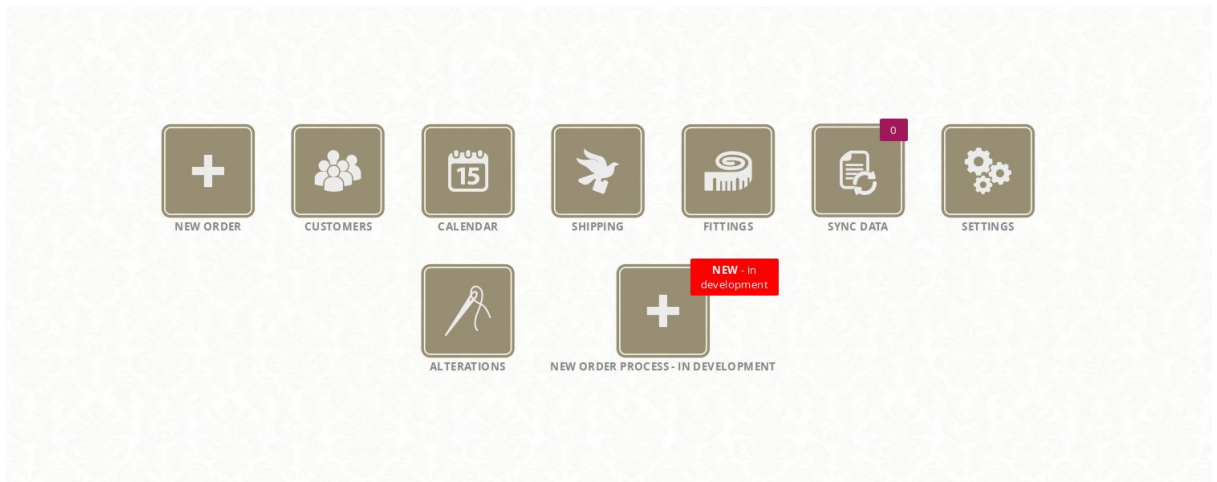 0
15
NEW ORDER
CUSTOMERS
CALENDAR
SHIPPING
FITTINGS
SYNC DATA
SETTINGS
NEW - in
development
ALTERATIONS
NEW ORDER PROCESS - IN DEVELOPMENT